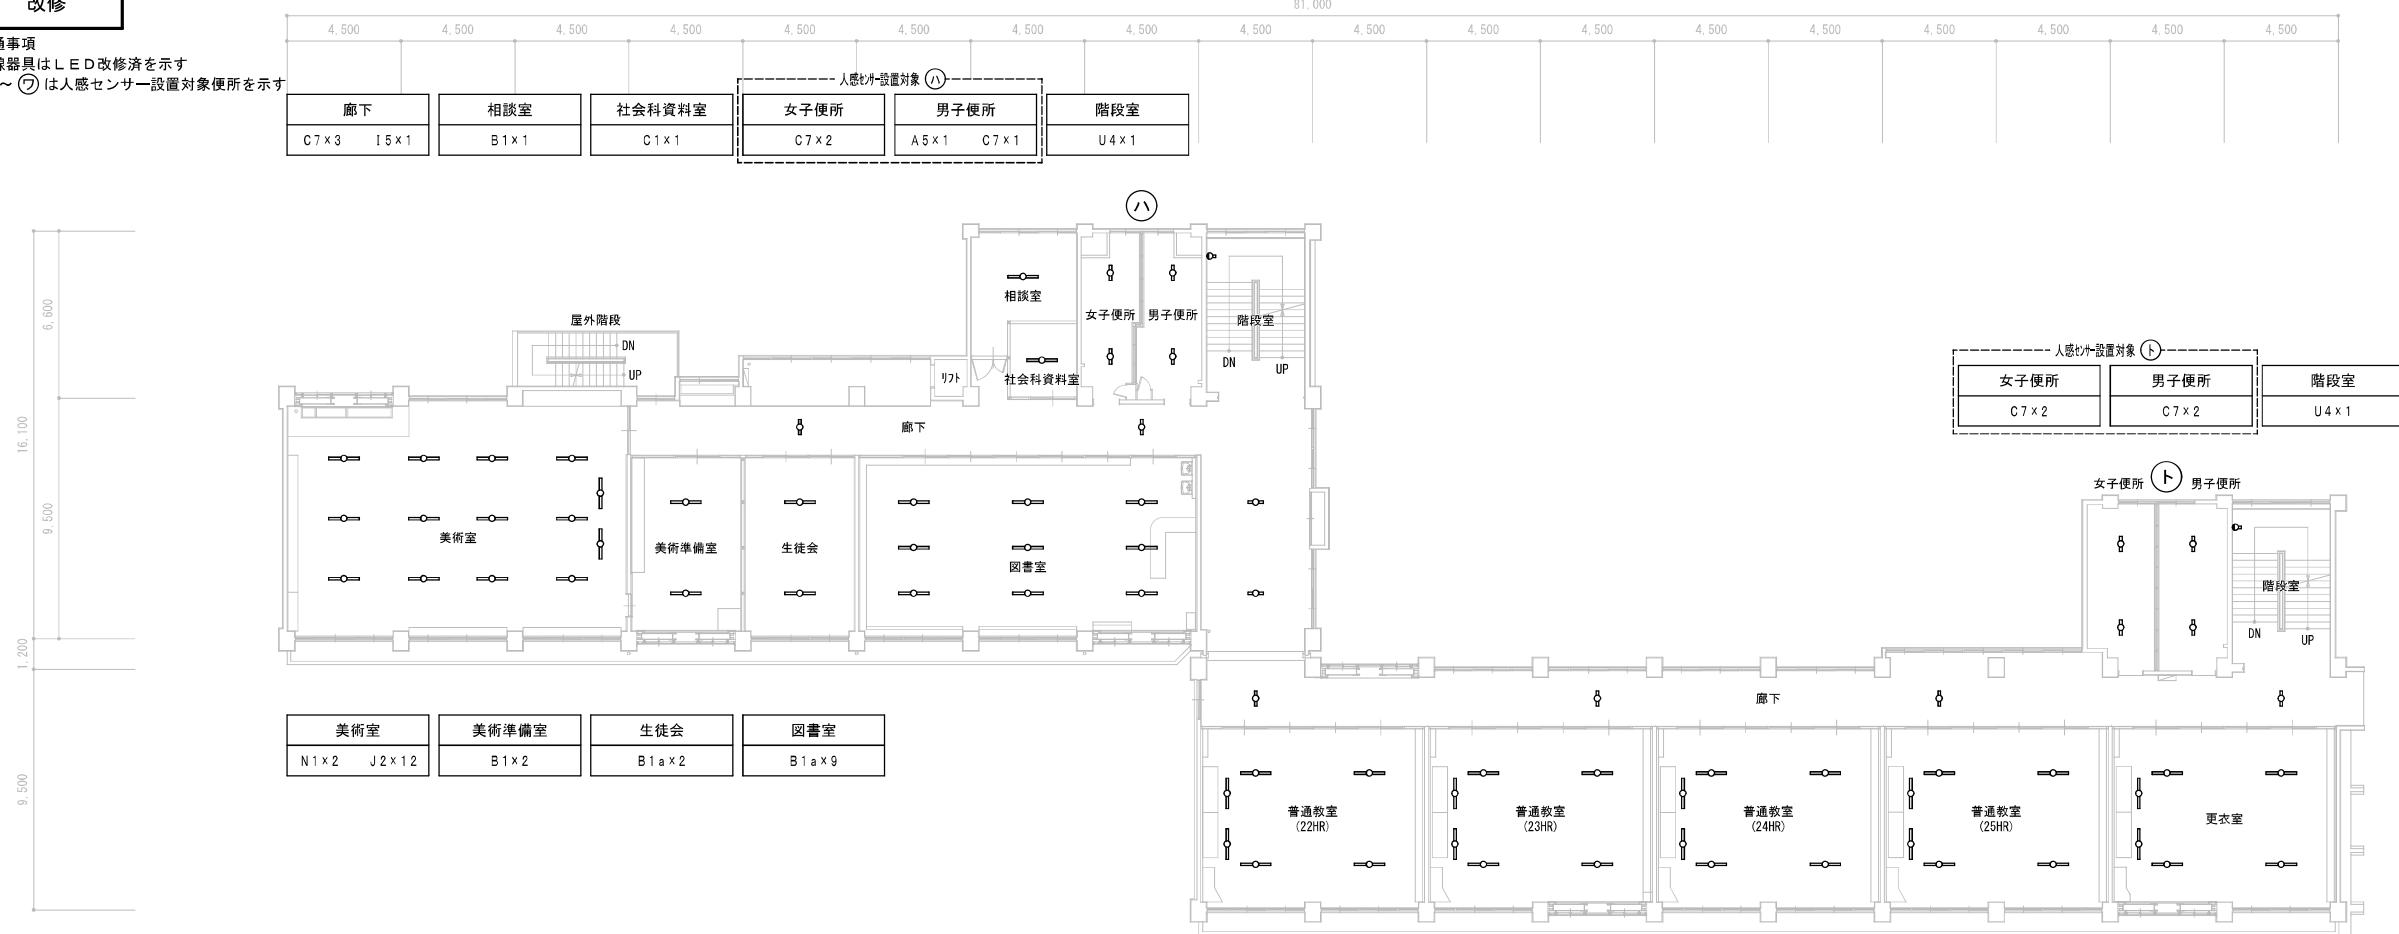 改修
81,000
4,500 4,500 4,500 4,500 4,500 4,500 4,500 4,500 4,500 4,500 4,500 4,500 4,500 4,500 4,500 4,500 4,500 4,500
通事項
線器具はＬＥＤ改修済を示す
～ ワ は人感センサー設置対象便所を示す
人感ｾﾝｻｰ設置対象 ハ
廊下 相談室 社会科資料室 女子便所 男子便所 階段室
C7×3 I5×1 B1×1 C1×1 C7×2 A5×1 C7×1 U4×1
ハ
6,600
16,100
9,500
1,200
9,500
相談室
女子便所 男子便所
階段室
DN
UP
屋外階段
DN
UP
ﾘﾌﾄ
社会科資料室
廊下
美術室
美術準備室
生徒会
図書室
人感ｾﾝｻｰ設置対象 ト
女子便所 男子便所 階段室
C7×2 C7×2 U4×1
女子便所 ト 男子便所
階段室
DN
UP
廊下
美術室 美術準備室 生徒会 図書室
N1×2 J2×12 B1×2 B1a×2 B1a×9
普通教室
(22HR)
普通教室
(23HR)
普通教室
(24HR)
普通教室
(25HR)
更衣室